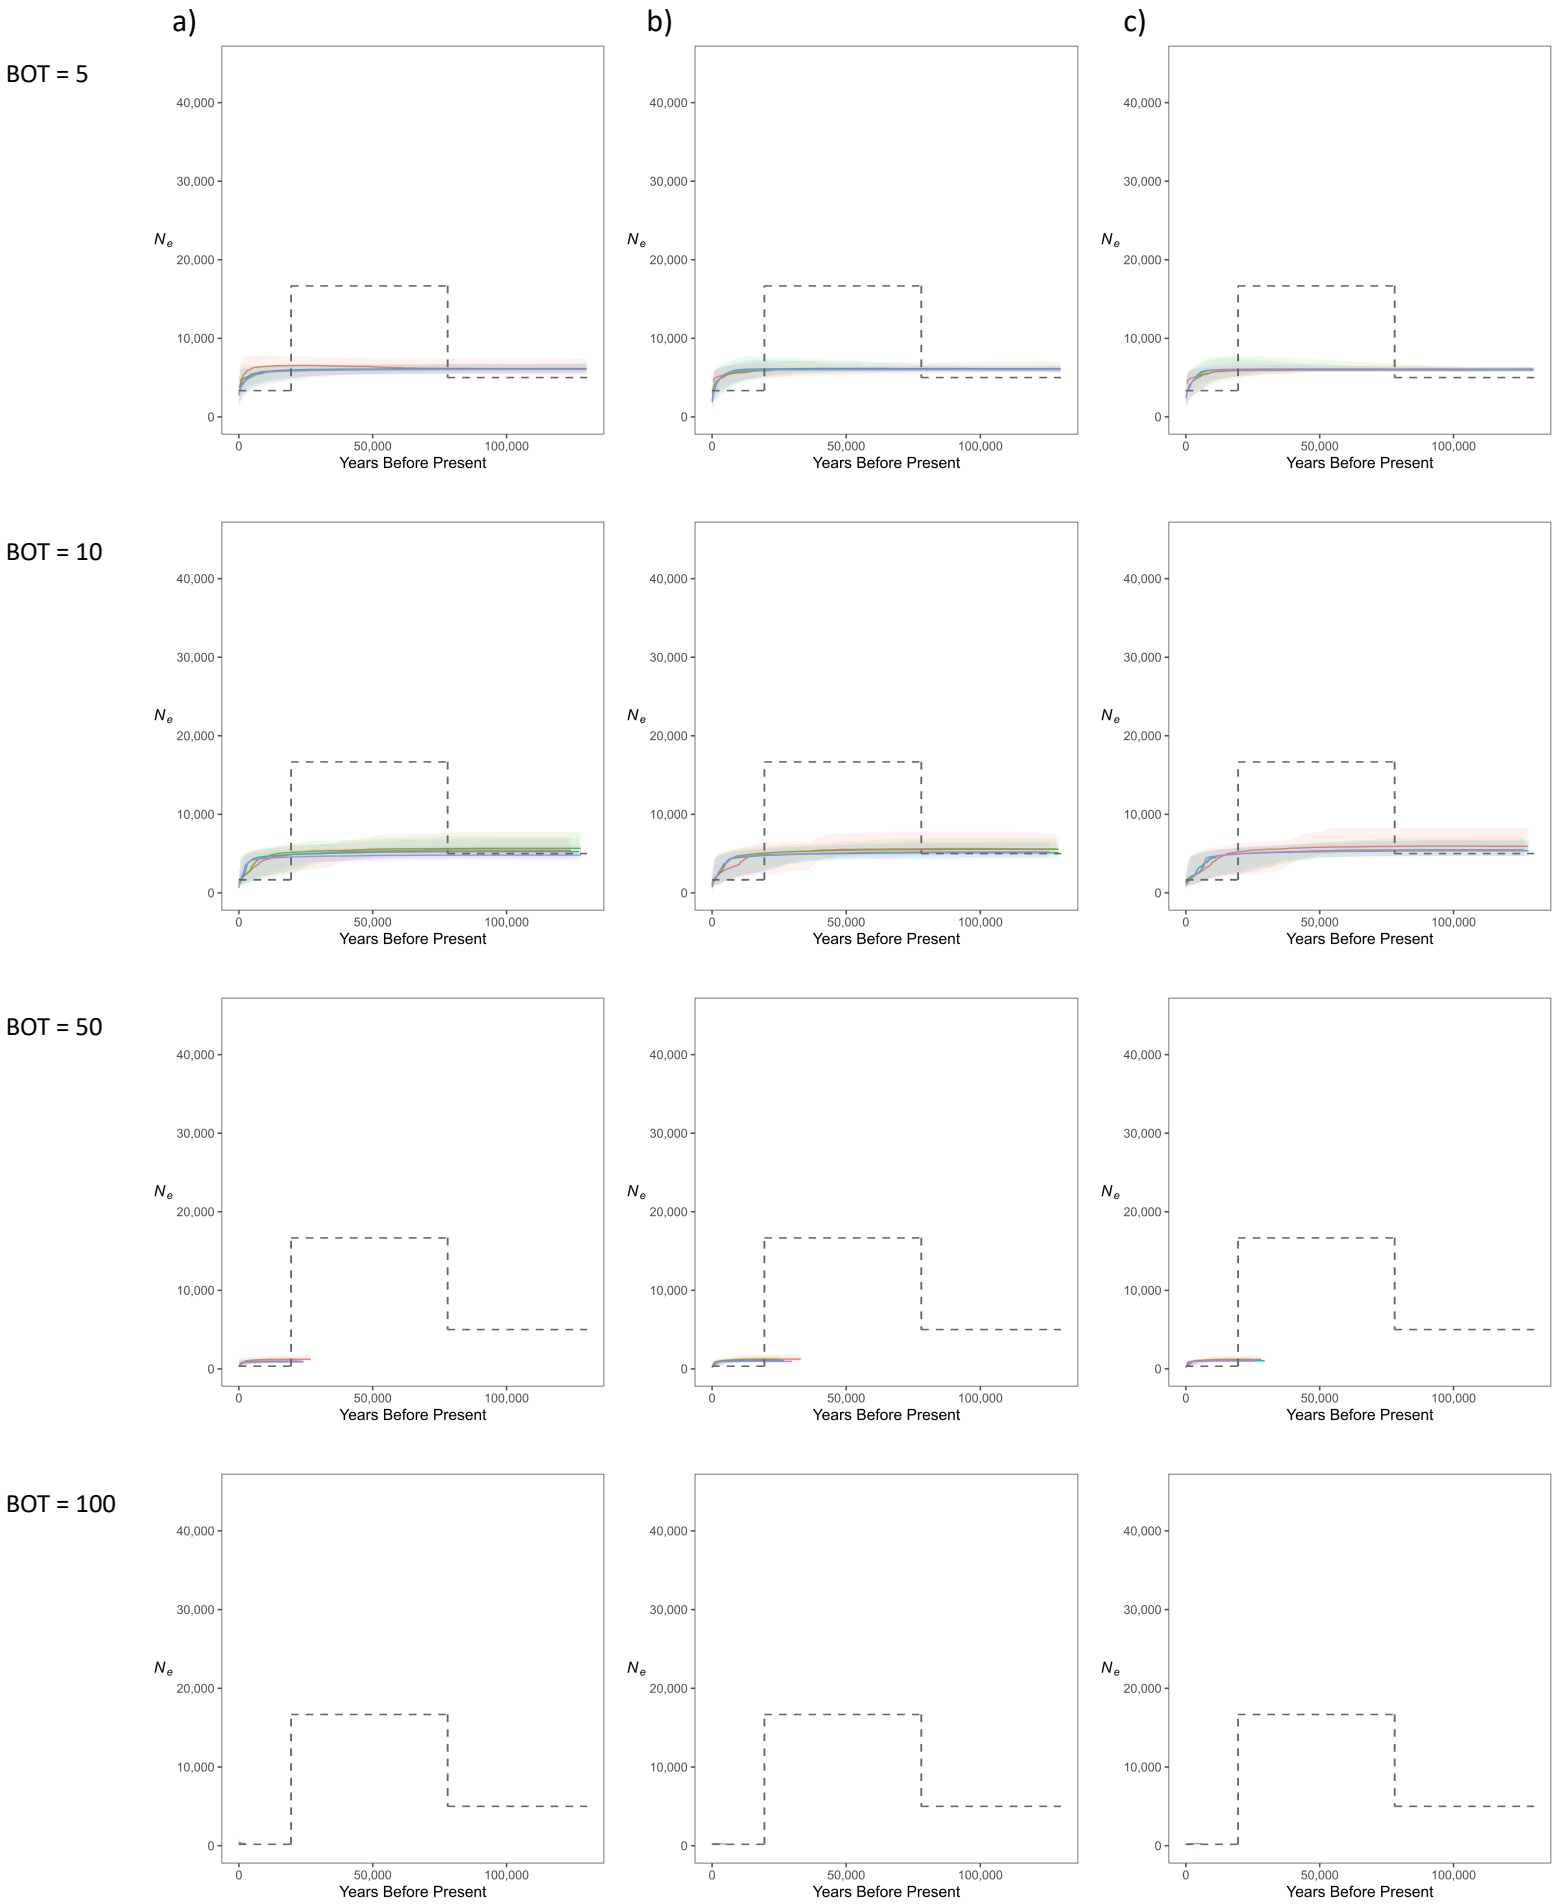 a) b) c)
BOT = 5
40,000 40,000 40,000
30,000 30,000 30,000
Ne Ne Ne
20,000 20,000 20,000
10,000 10,000 10,000
0 0 0
0 50,000 100,000 0 50,000 100,000 0 50,000 100,000
Years Before Present Years Before Present Years Before Present
BOT = 10
40,000 40,000 40,000
30,000 30,000 30,000
Ne Ne Ne
20,000 20,000 20,000
10,000 10,000 10,000
0 0 0
0 50,000 100,000 0 50,000 100,000 0 50,000 100,000
Years Before Present Years Before Present Years Before Present
BOT = 50
40,000 40,000 40,000
30,000 30,000 30,000
Ne Ne Ne
20,000 20,000 20,000
10,000 10,000 10,000
0 0 0
0 50,000 100,000 0 50,000 100,000 0 50,000 100,000
Years Before Present Years Before Present Years Before Present
BOT = 100
40,000 40,000 40,000
30,000 30,000 30,000
Ne Ne Ne
20,000 20,000 20,000
10,000 10,000 10,000
0 0 0
0 50,000 100,000 0 50,000 100,000 0 50,000 100,000
Years Before Present Years Before Present Years Before Present